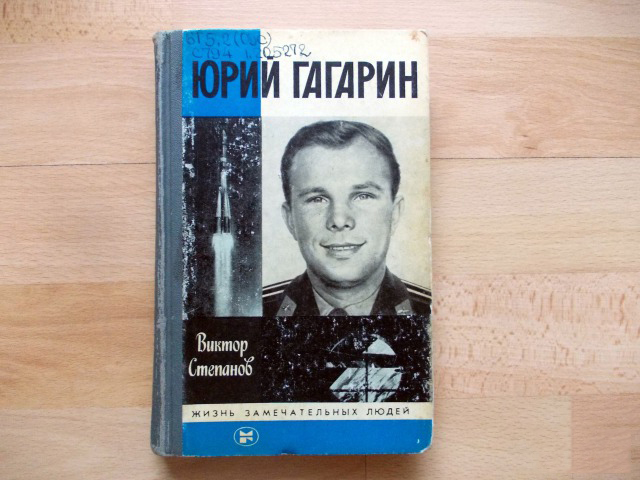 ЮРИЙ ГАГАРИН
Виктор
Степанов
ЖИЗНЬ ЗАМЕЧАТЕЛЬНЫХ ЛЮДЕЙ